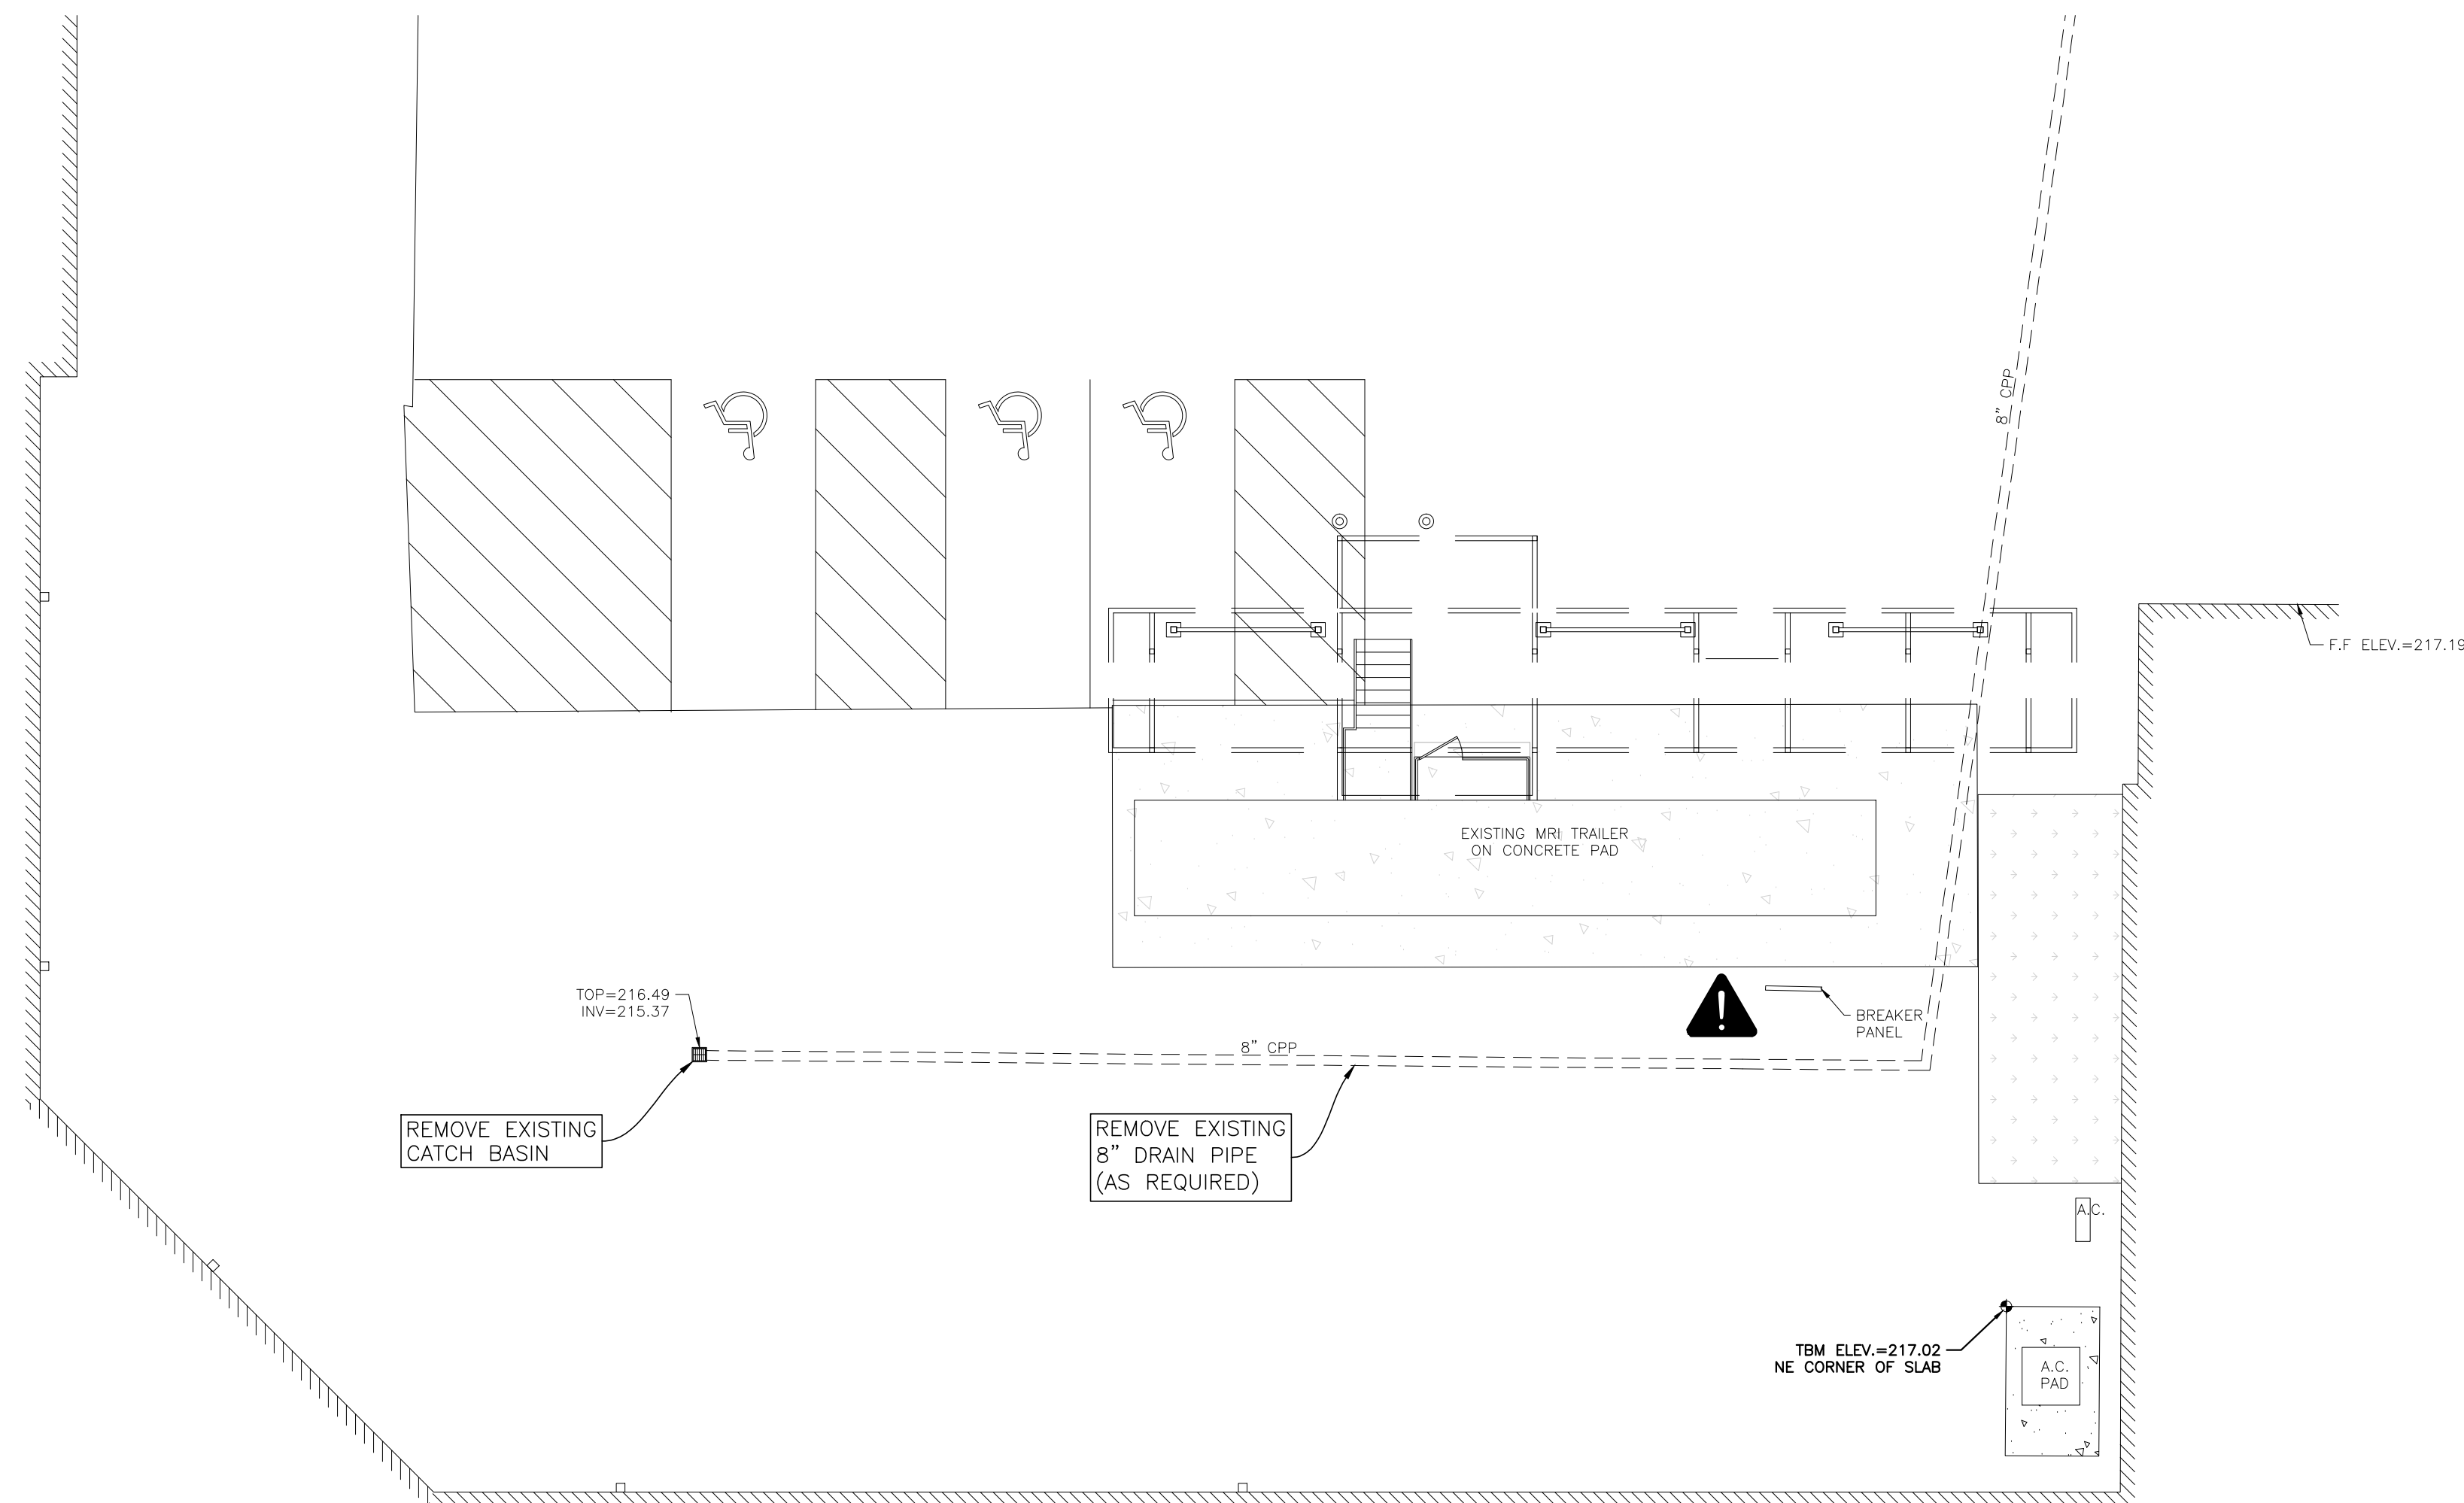 8" CPP
F.F ELEV.=217.19
EXISTING MRI TRAILER
ON CONCRETE PAD
TOP=216.49
INV=215.37
BREAKER
PANEL
8" CPP
REMOVE EXISTING
CATCH BASIN
REMOVE EXISTING
8" DRAIN PIPE
(AS REQUIRED)
A.C.
TBM ELEV.=217.02
NE CORNER OF SLAB
A.C.
PAD